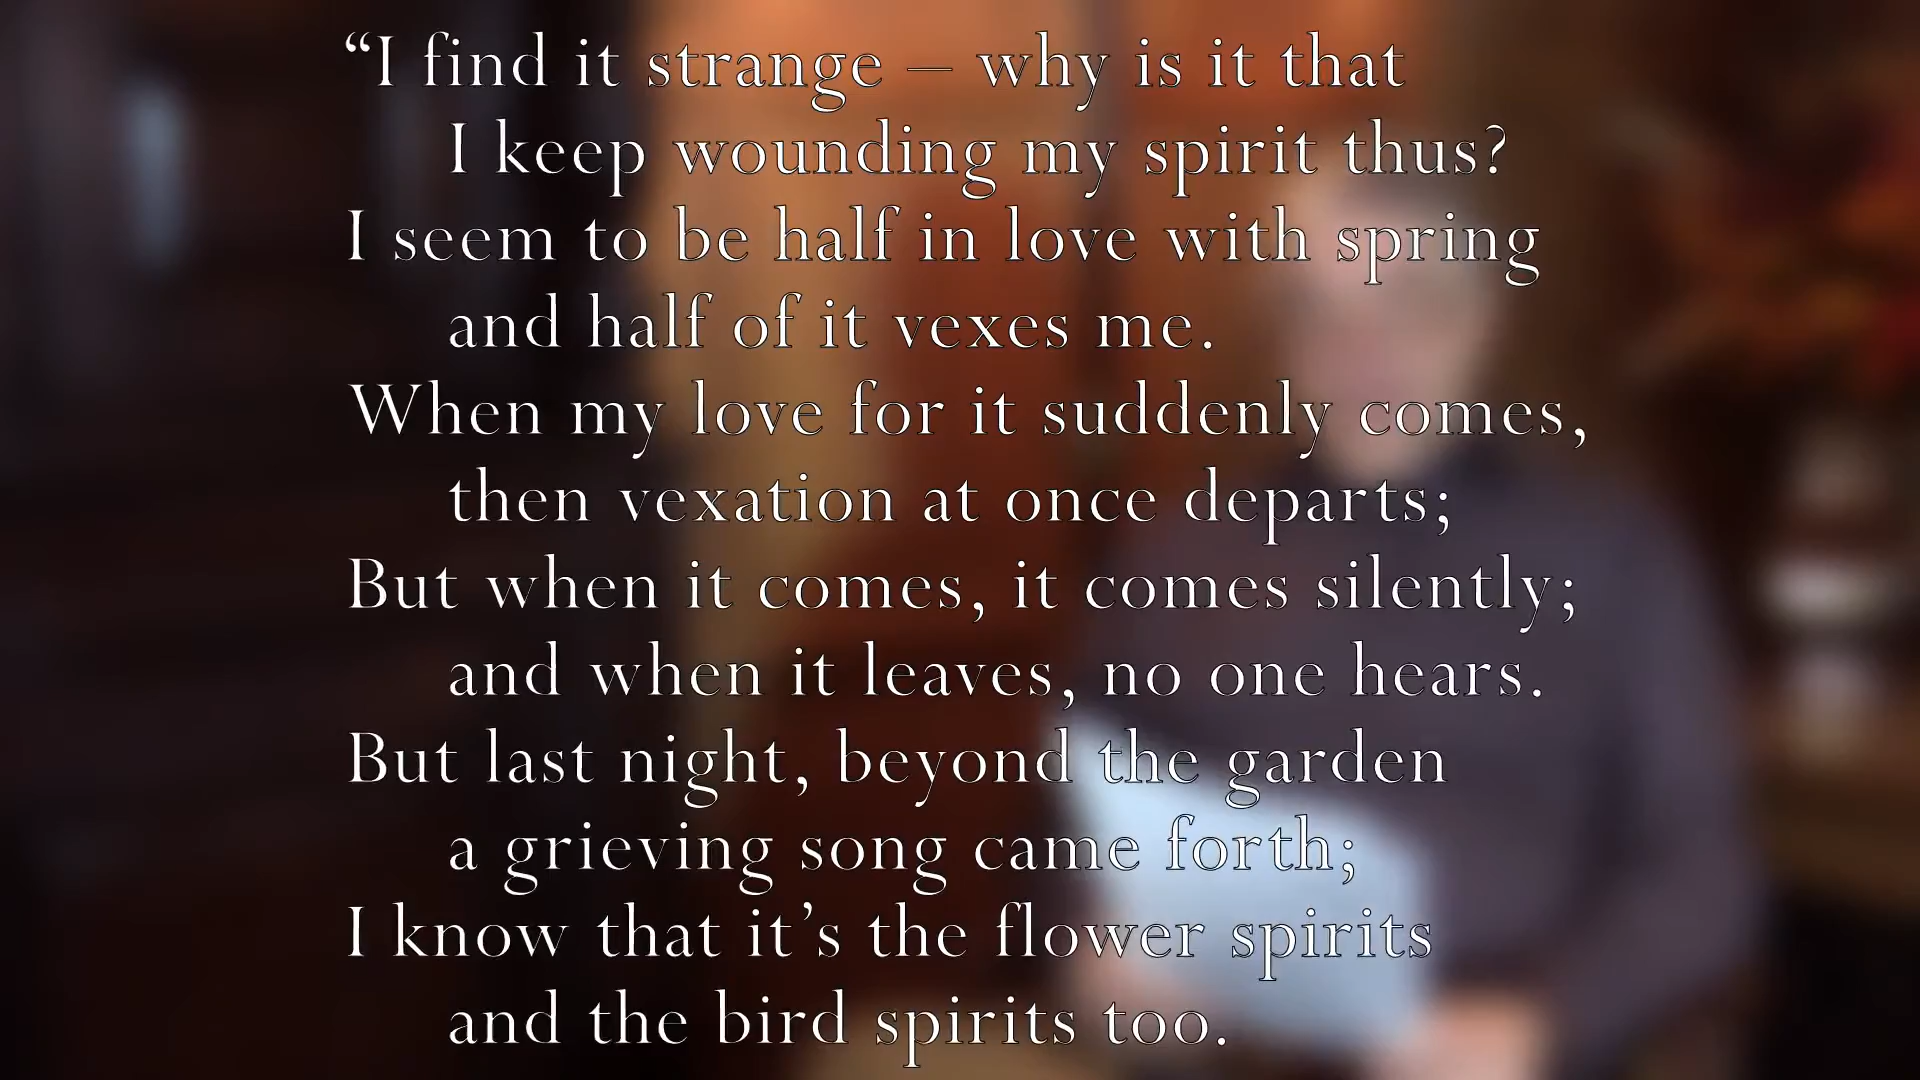 “I find it strange – why is it that
I keep wounding my spirit thus?
I seem to be half in love with spring
and half of it vexes me.
When my love for it suddenly comes,
then vexation at once departs;
But when it comes, it comes silently;
and when it leaves, no one hears.
But last night, beyond the garden
a grieving song came forth;
I know that it’s the flower spirits
and the bird spirits too.